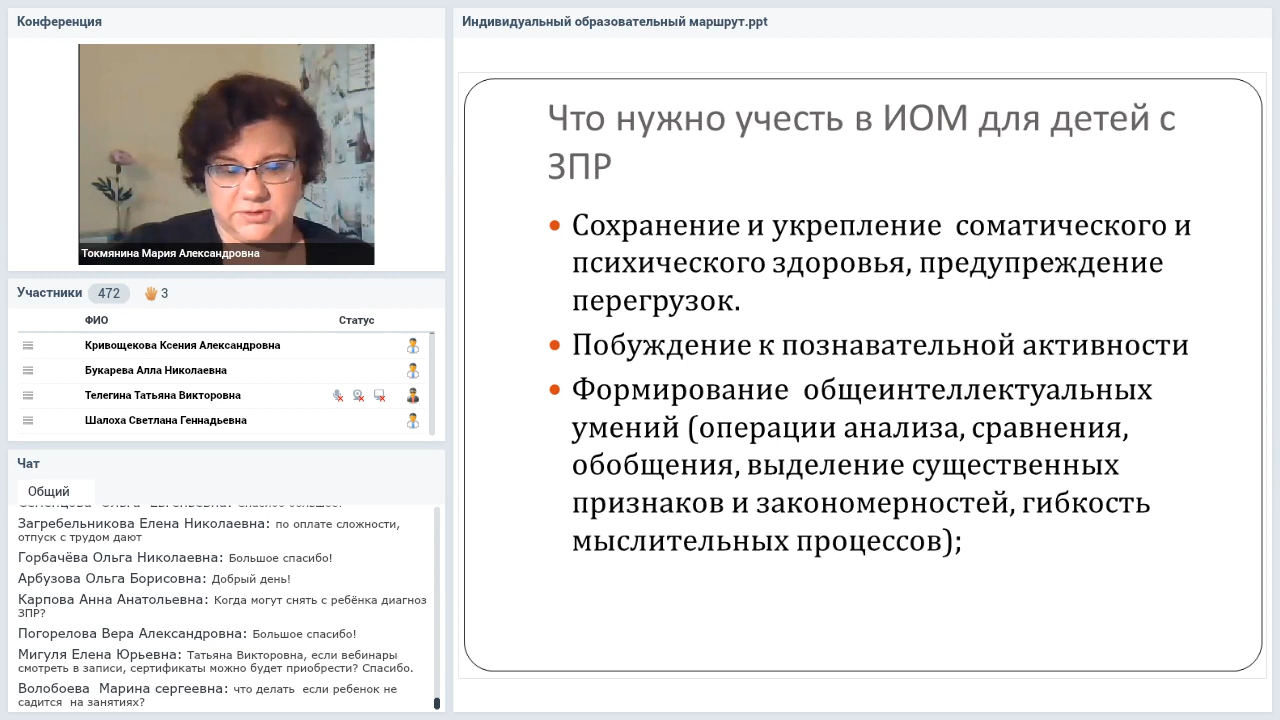 Конференция
Токмянина Мария Александровна
Участники 472 3
ФИО Статус
Кривощекова Ксения Александровна
Букарева Алла Николаевна
Телегина Татьяна Викторовна
Шалоха Светлана Геннадьевна
Чат
Общий
Загребельникова Елена Николаевна: по оплате сложности,
отпуск с трудом дают
Горбачёва Ольга Николаевна: Большое спасибо!
Арбузова Ольга Борисовна: Добрый день!
Карпова Анна Анатольевна: Когда могут снять с ребёнка диагноз
ЗПР?
Погорелова Вера Александровна: Большое спасибо!
Мигуля Елена Юрьевна: Татьяна Викторовна, если вебинары
смотреть в записи, сертификаты можно будет приобрести? Спасибо.
Волобоева Марина сергеевна: что делать если ребенок не
садится на занятиях?
Индивидуальный образовательный маршрут.ppt
Что нужно учесть в ИОМ для детей с
ЗПР
• Сохранение и укрепление соматического и
психического здоровья, предупреждение
перегрузок.
• Побуждение к познавательной активности
• Формирование общеинтеллектуальных
умений (операции анализа, сравнения,
обобщения, выделение существенных
признаков и закономерностей, гибкость
мыслительных процессов);